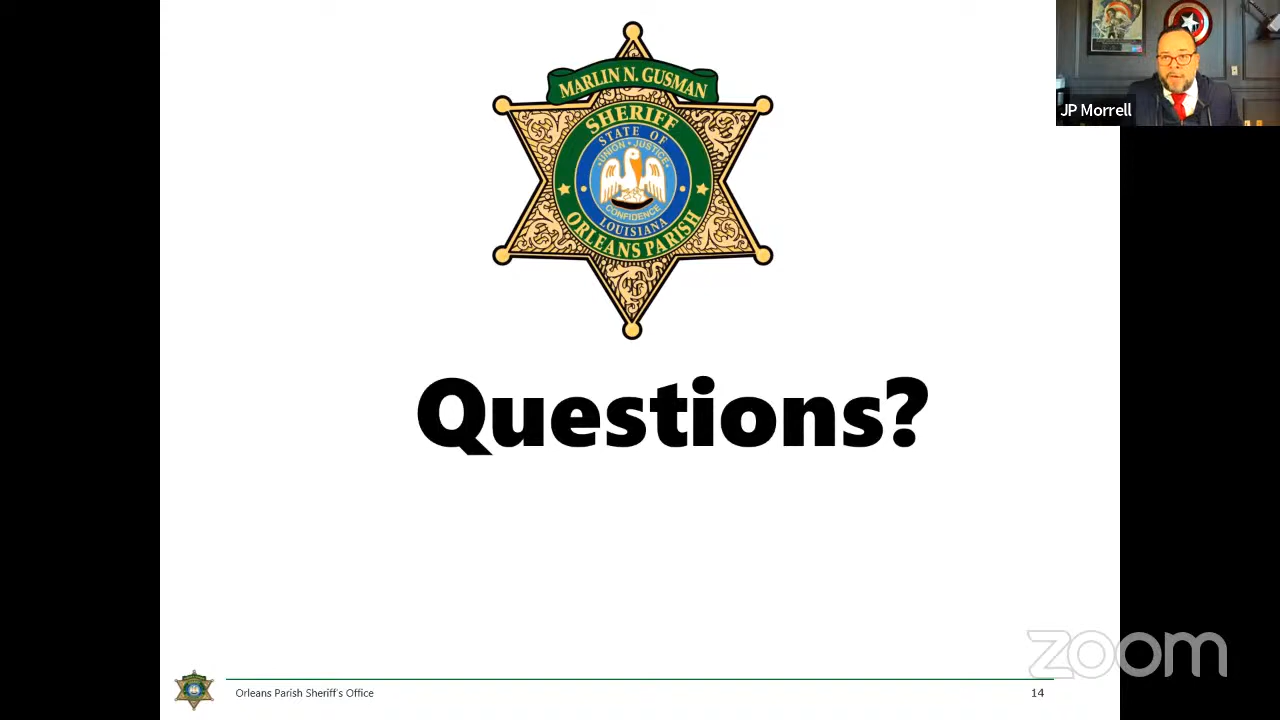 MARLIN N. GUSMAN
SHERIFF
STATE OF
UNION • JUSTICE
CONFIDENCE
LOUISIANA
ORLEANS PARISH
JP Morrell
Questions?
zoom
Orleans Parish Sheriff's Office
14